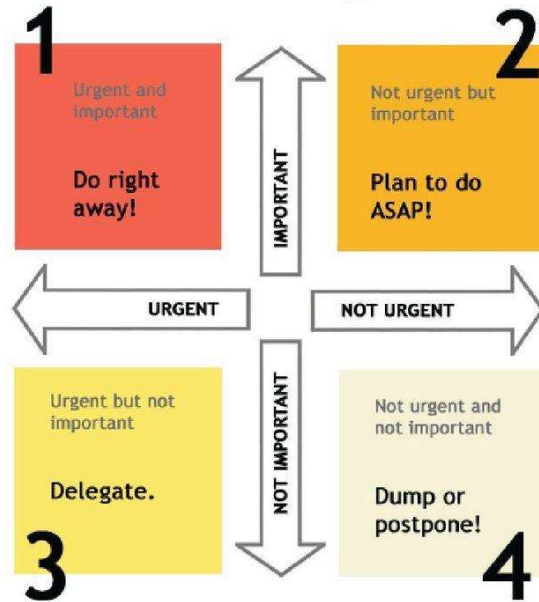 1
Urgent and
important
Do right
away!
IMPORTANT
2
Not urgent but
important
Plan to do
ASAP!
URGENT
NOT URGENT
Urgent but not
important
Delegate.
3
NOT IMPORTANT
Not urgent and
not important
Dump or
postpone!
4